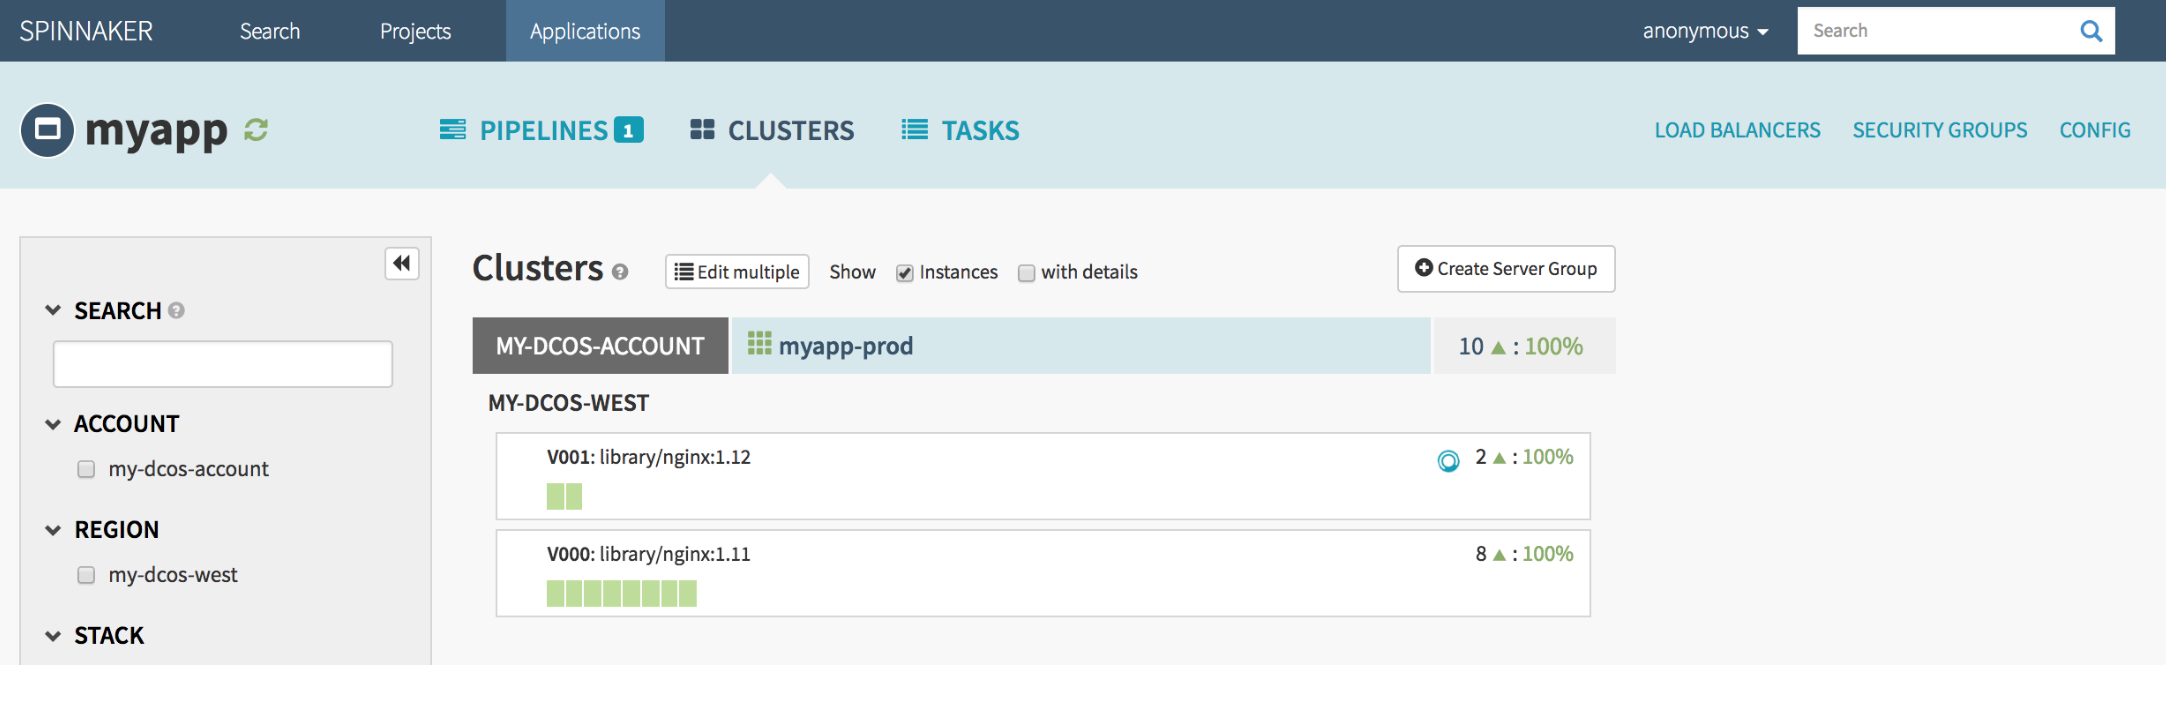 SPINNAKER Search Projects Applications anonymous Search
myapp PIPELINES 1 CLUSTERS TASKS LOAD BALANCERS SECURITY GROUPS CONFIG
Clusters ? Edit multiple Show Instances with details Create Server Group
SEARCH ?
MY-DCOS-ACCOUNT myapp-prod 10 ▲ : 100%
MY-DCOS-WEST
ACCOUNT
my-dcos-account
V001: library/nginx:1.12 2 ▲ : 100%
REGION
V000: library/nginx:1.11 8 ▲ : 100%
my-dcos-west
STACK